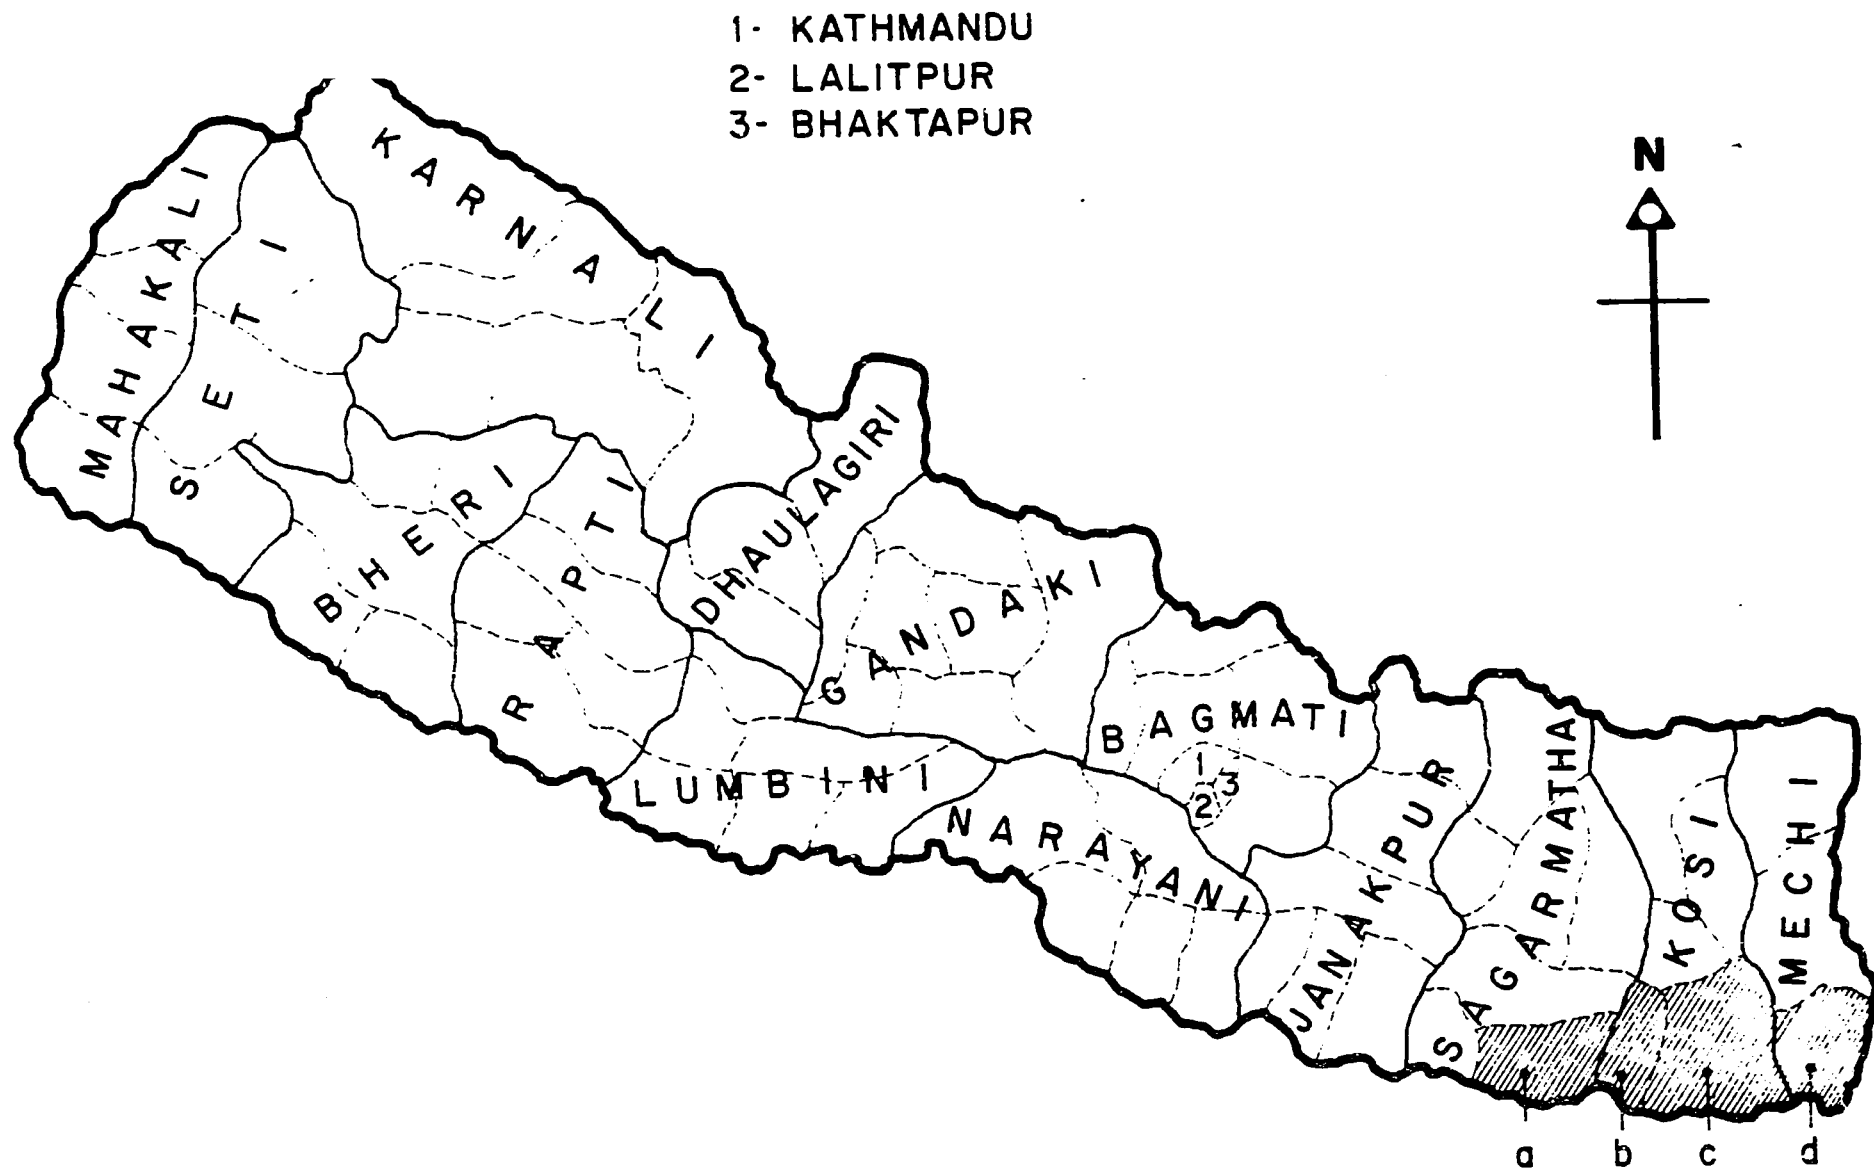 1- KATHMANDU
2- LALITPUR
3- BHAKTAPUR
N
KARNALI
MAHAKALI
SETI
BHERI
RAPTI
DHAULAGIRI
GANDAKI
LUMBINI
BAGMATI
1
3
2
NARAYANI
JANAKPUR
SAGARMATHA
KOSI
MECHI
a
b
c
d